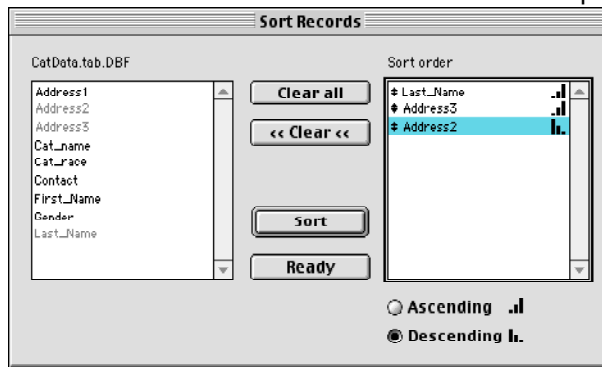 Sort Records
CatData.tab.DBF
Address1
Address2
Address3
Cat_name
Cat_race
Contact
First_Name
Gender
Last_Name
Clear all
<< Clear <<
Sort
Ready
Sort order
Last_Name
Address3
Address2
Ascending
Descending